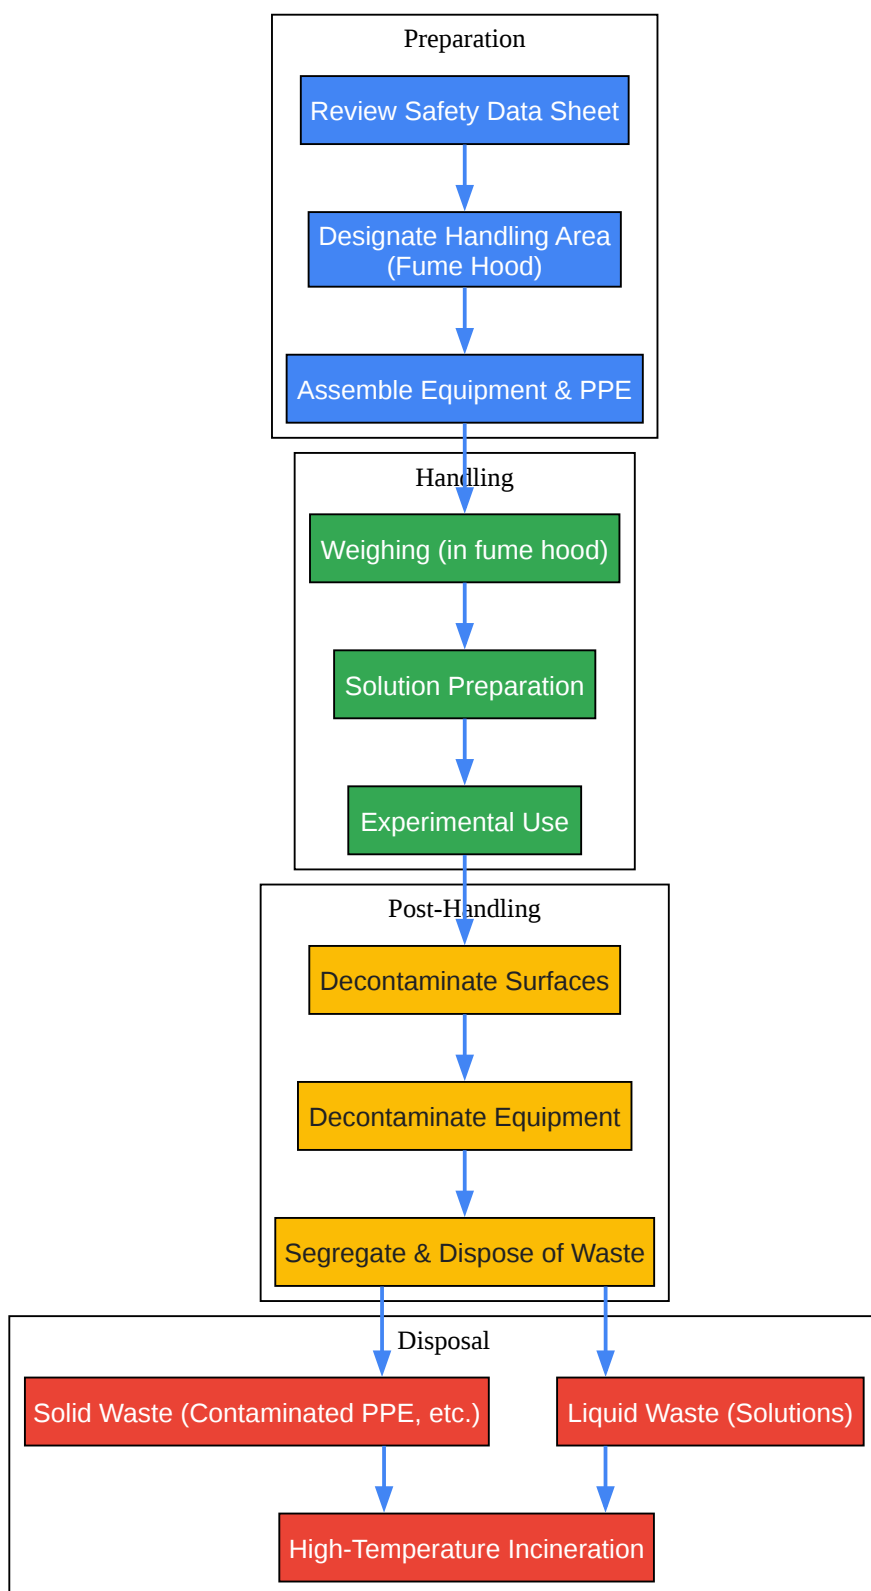 Preparation
Review Safety Data Sheet
Designate Handling Area
(Fume Hood)
Assemble Equipment & PPE
Handling
Weighing (in fume hood)
Solution Preparation
Experimental Use
Post-Handling
Decontaminate Surfaces
Decontaminate Equipment
Segregate & Dispose of Waste
Disposal
Solid Waste (Contaminated PPE, etc.)
Liquid Waste (Solutions)
High-Temperature Incineration